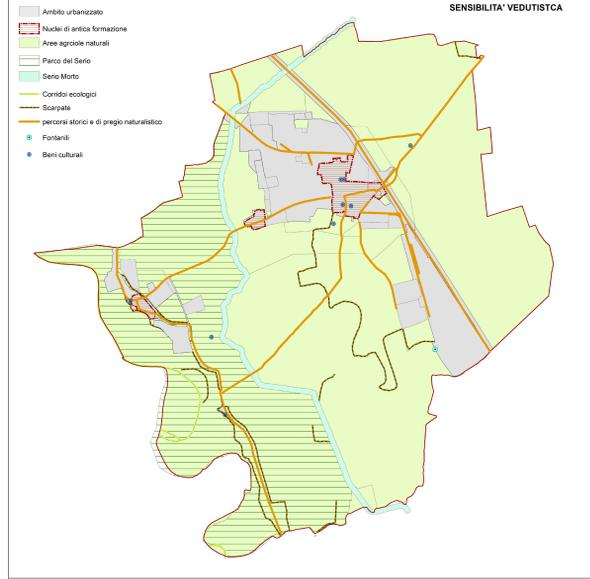 SENSIBILITA' VEDUTISTCA
Ambito urbanizzato
Nuclei di antica formazione
Aree agrciole naturali
Parco del Serio
Serio Morto
Corridoi ecologici
Scarpate
percorsi storici e di pregio naturalistico
Fontanili
Beni culturali